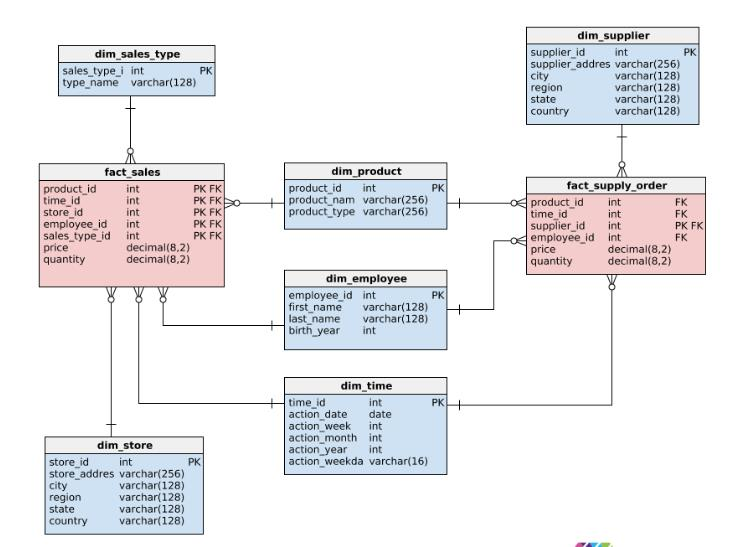 dim_sales_type
sales_type_i int PK
type_name varchar(128)
dim_supplier
supplier_id int PK
supplier_addres varchar(256)
city varchar(128)
region varchar(128)
state varchar(128)
country varchar(128)
fact_sales
product_id int PK FK
time_id int PK FK
store_id int PK FK
employee_id int PK FK
sales_type_id int PK FK
price decimal(8,2)
quantity decimal(8,2)
dim_product
product_id int PK
product_nam varchar(256)
product_type varchar(256)
fact_supply_order
product_id int FK
time_id int FK
supplier_id int PK FK
employee_id int FK
price decimal(8,2)
quantity decimal(8,2)
dim_employee
employee_id int PK
first_name varchar(128)
last_name varchar(128)
birth_year int
dim_time
time_id int PK
action_date date
action_week int
action_month int
action_year int
action_weekda varchar(16)
dim_store
store_id int PK
store_addres varchar(256)
city varchar(128)
region varchar(128)
state varchar(128)
country varchar(128)